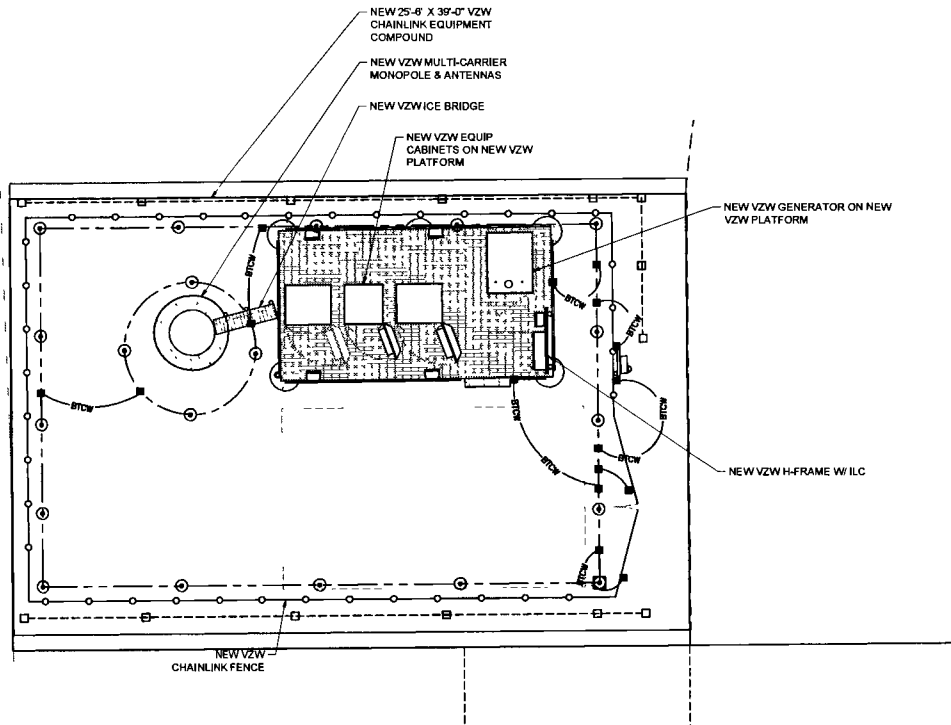 NEW 25'-6' X 39'-0" VZW
CHAINLINK EQUIPMENT
COMPOUND
NEW VZW MULTI-CARRIER
MONOPOLE & ANTENNAS
NEW VZW ICE BRIDGE
NEW VZW EQUIP
CABINETS ON NEW VZW
PLATFORM
NEW VZW GENERATOR ON NEW
VZW PLATFORM
BTCW
BTCW
BTCW
BTCW
BTCW
BTCW
BTCW
NEW VZW H-FRAME W/ ILC
BTCW
NEW VZW
CHAINLINK FENCE